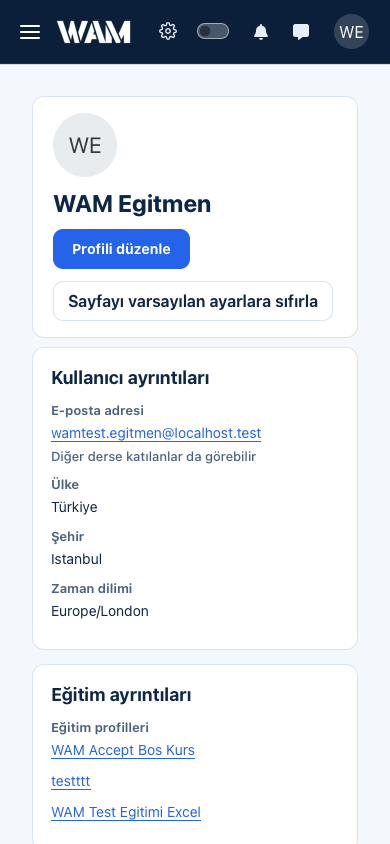 WAM
WE
WE
WAM Egitmen
Profili düzenle
Sayfayı varsayılan ayarlara sıfırla
Kullanıcı ayrıntıları
E-posta adresi
wamtest.egitmen@localhost.test
Diğer derse katılanlar da görebilir
Ülke
Türkiye
Şehir
Istanbul
Zaman dilimi
Europe/London
Eğitim ayrıntıları
Eğitim profilleri
WAM Accept Bos Kurs
testttt
WAM Test Egitimi Excel